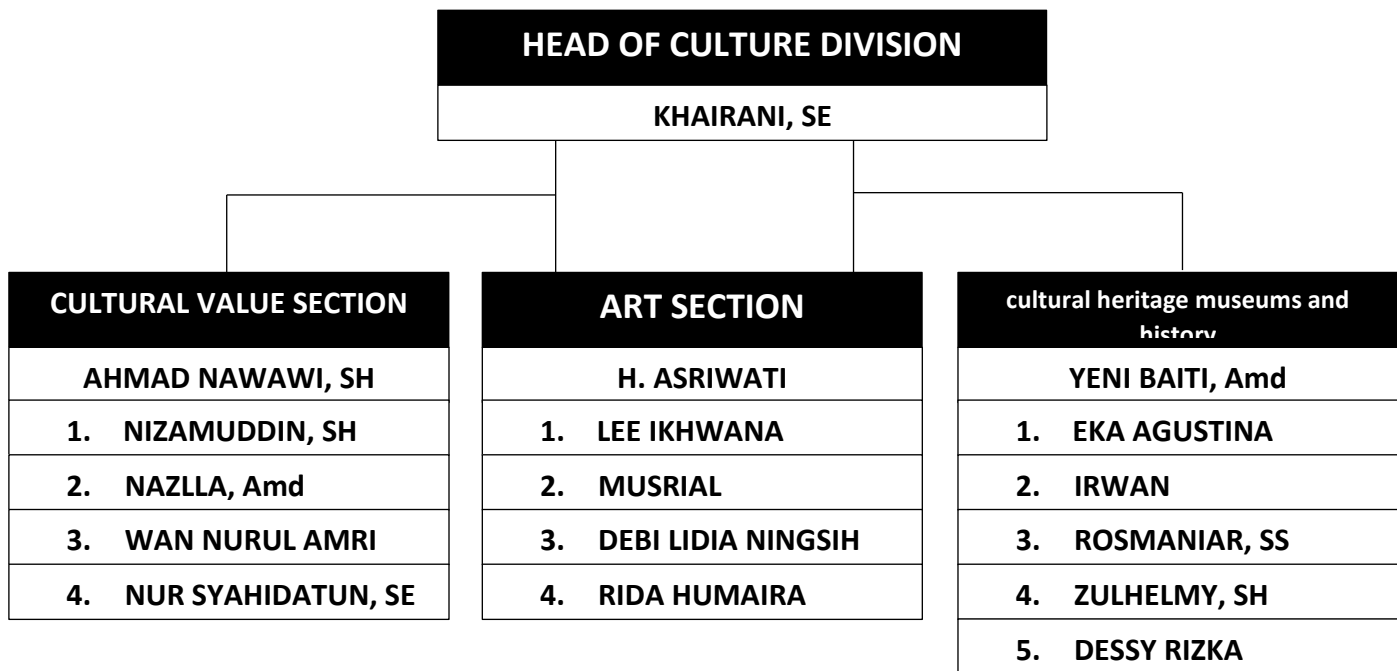 HEAD OF CULTURE DIVISION
KHAIRANI, SE
CULTURAL VALUE SECTION
AHMAD NAWAWI, SH
1. NIZAMUDDIN, SH
2. NAZLLA, Amd
3. WAN NURUL AMRI
4. NUR SYAHIDATUN, SE
ART SECTION
H. ASRIWATI
1. LEE IKHWANA
2. MUSRIAL
3. DEBI LIDIA NINGSIH
4. RIDA HUMAIRA
cultural heritage museums and
history
YENI BAITI, Amd
1. EKA AGUSTINA
2. IRWAN
3. ROSMANIAR, SS
4. ZULHELMY, SH
5. DESSY RIZKA